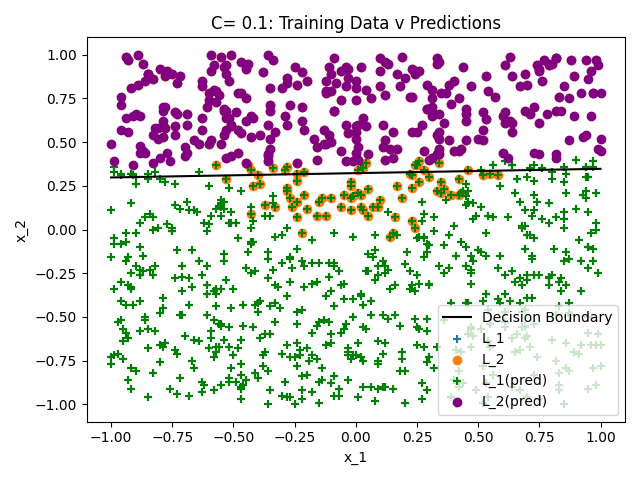 C= 0.1: Training Data v Predictions
1.00
0.75
0.50
0.25
0.00
−0.25
−0.50
−0.75
−1.00
x_2
Decision Boundary
L_1
L_2
L_1(pred)
L_2(pred)
−1.00 −0.75 −0.50 −0.25 0.00 0.25 0.50 0.75 1.00
x_1